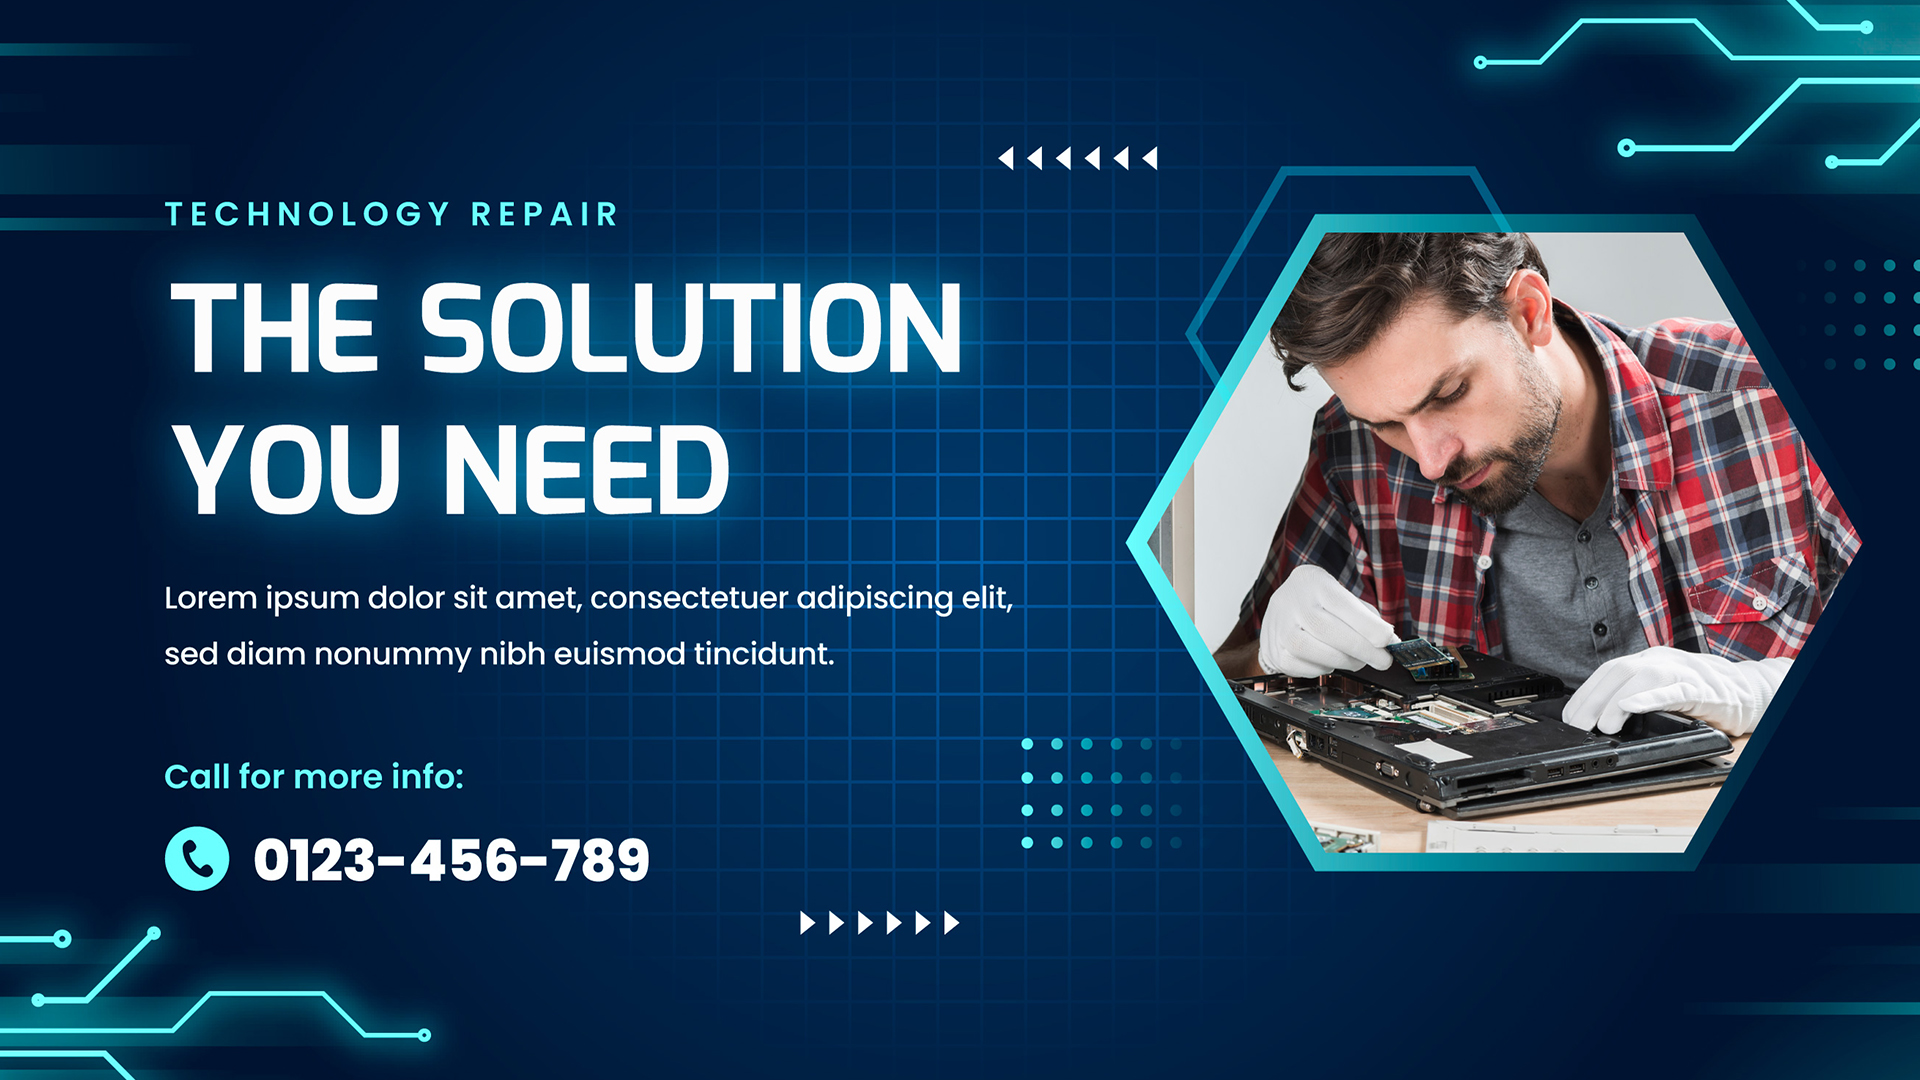 TECHNOLOGY REPAIR
THE SOLUTION
YOU NEED
Lorem ipsum dolor sit amet, consectetuer adipiscing elit,
sed diam nonummy nibh euismod tincidunt.
Call for more info:
0123-456-789